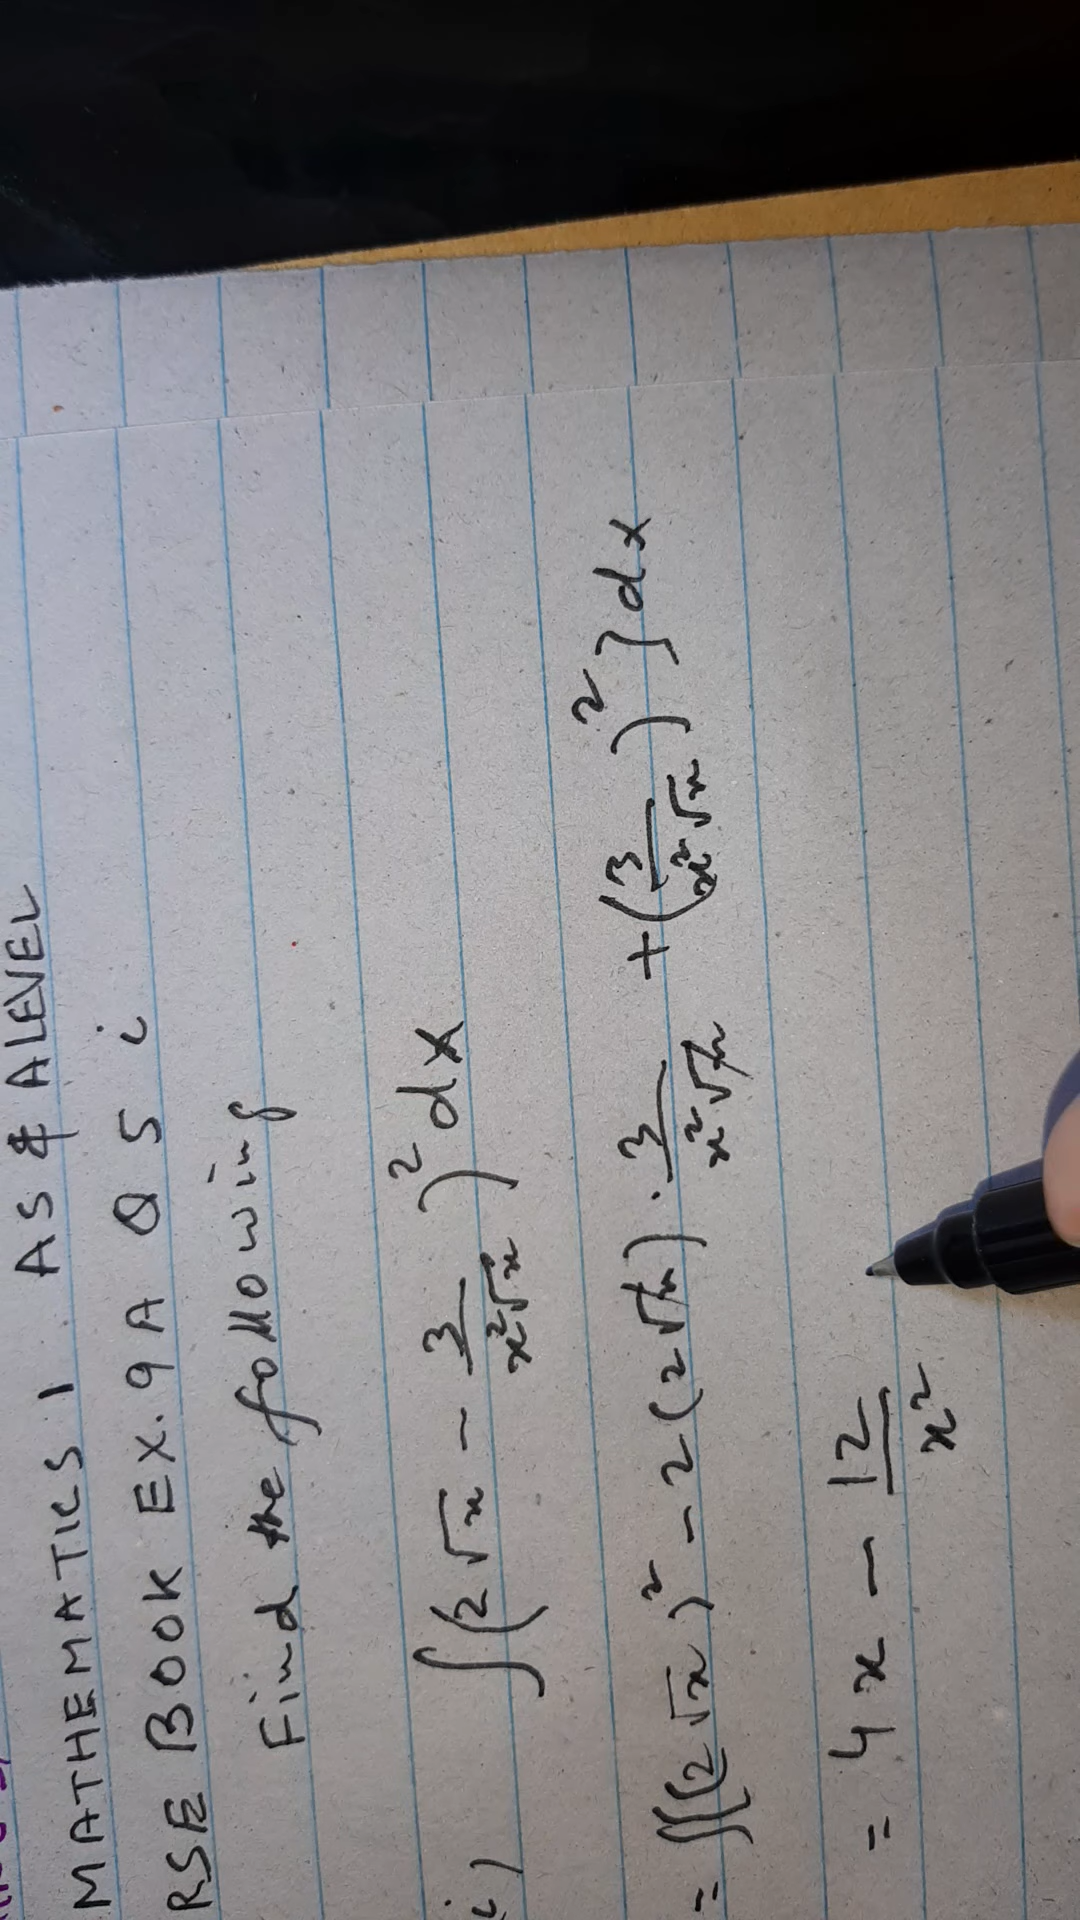 MATHEMATICS 1 AS & A LEVEL
RSE BOOK EX. 9A Q 5 i
Find the following
i) ∫(2√x − 3/(x²√x))² dx
= ∫[(2√x)² − 2(2√x) · 3/(x²√x) + (3/(x²√x))²] dx
= 4x − 12/x²